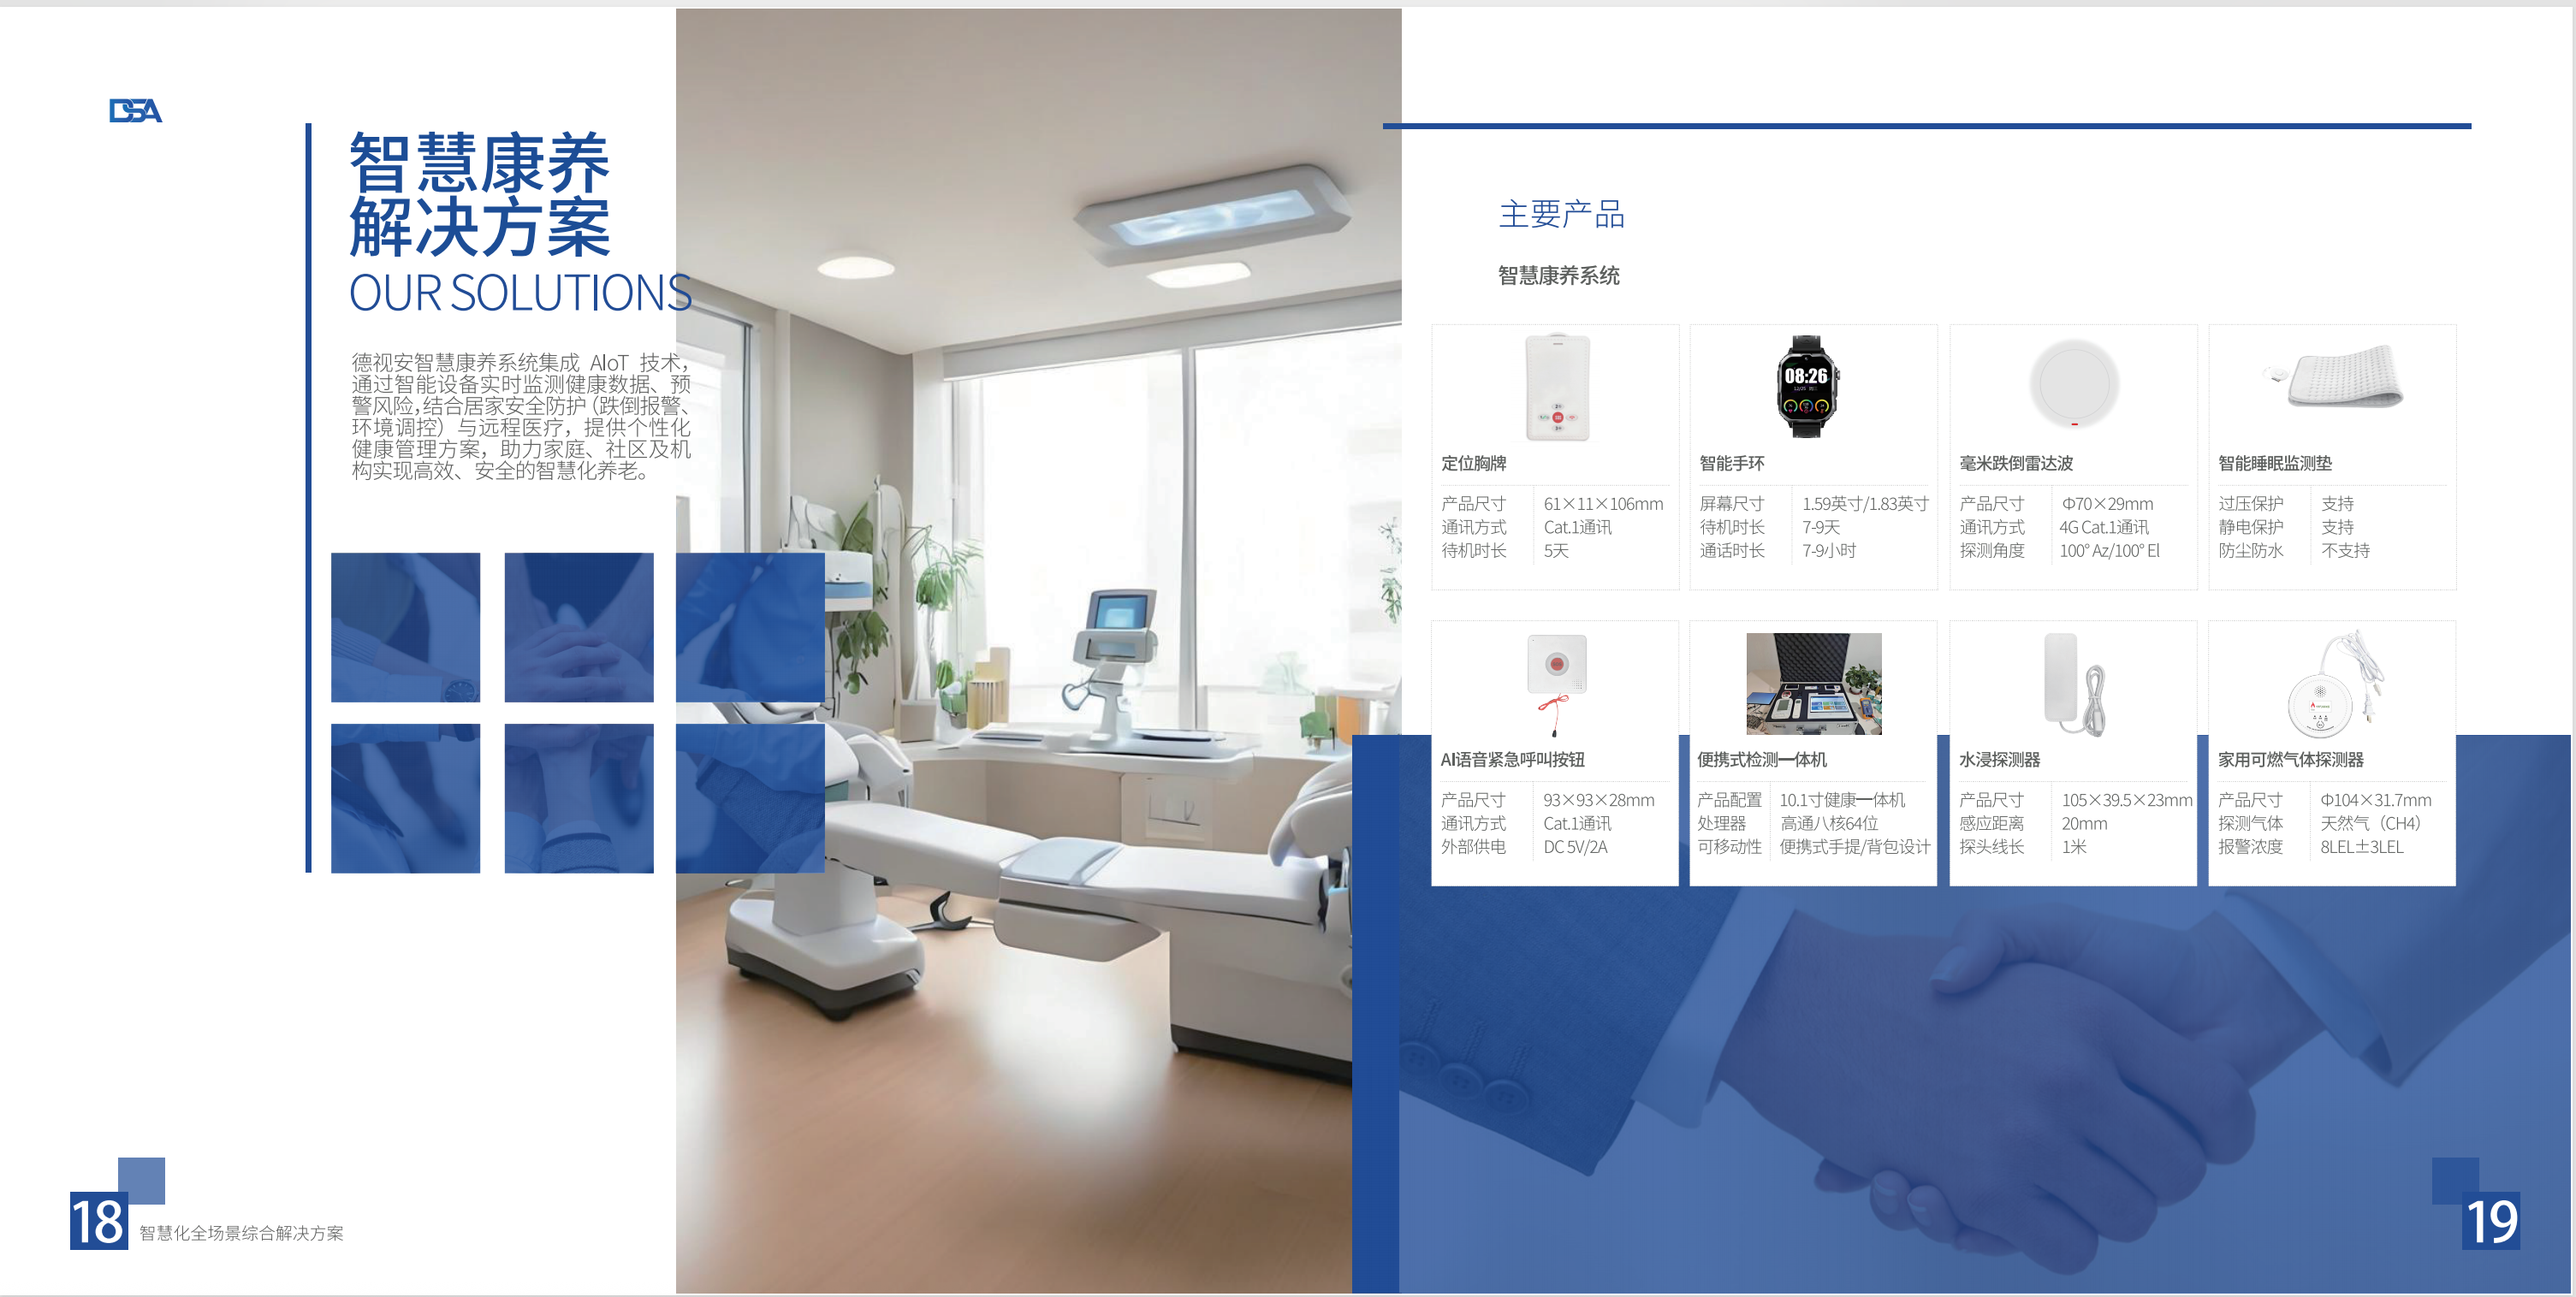 DSA
智慧康养
解决方案
OUR SOLUTIONS
德视安智慧康养系统集成 AIoT 技术，
通过智能设备实时监测健康数据、预
警风险，结合居家安全防护（跌倒报警、
环境调控）与远程医疗，提供个性化
健康管理方案，助力家庭、社区及机
构实现高效、安全的智慧化养老。
18
智慧化全场景综合解决方案
主要产品
智慧康养系统
定位胸牌
产品尺寸 61×11×106mm
通讯方式 Cat.1通讯
待机时长 5天
08:26
智能手环
屏幕尺寸 1.59英寸/1.83英寸
待机时长 7-9天
通话时长 7-9小时
毫米跌倒雷达波
产品尺寸 Φ70×29mm
通讯方式 4G Cat.1通讯
探测角度 100° Az/100° El
智能睡眠监测垫
过压保护 支持
静电保护 支持
防尘防水 不支持
AI语音紧急呼叫按钮
产品尺寸 93×93×28mm
通讯方式 Cat.1通讯
外部供电 DC 5V/2A
便携式检测一体机
产品配置 10.1寸健康一体机
处理器 高通八核64位
可移动性 便携式手提/背包设计
水浸探测器
产品尺寸 105×39.5×23mm
感应距离 20mm
探头线长 1米
家用可燃气体探测器
产品尺寸 Φ104×31.7mm
探测气体 天然气（CH4）
报警浓度 8LEL±3LEL
19